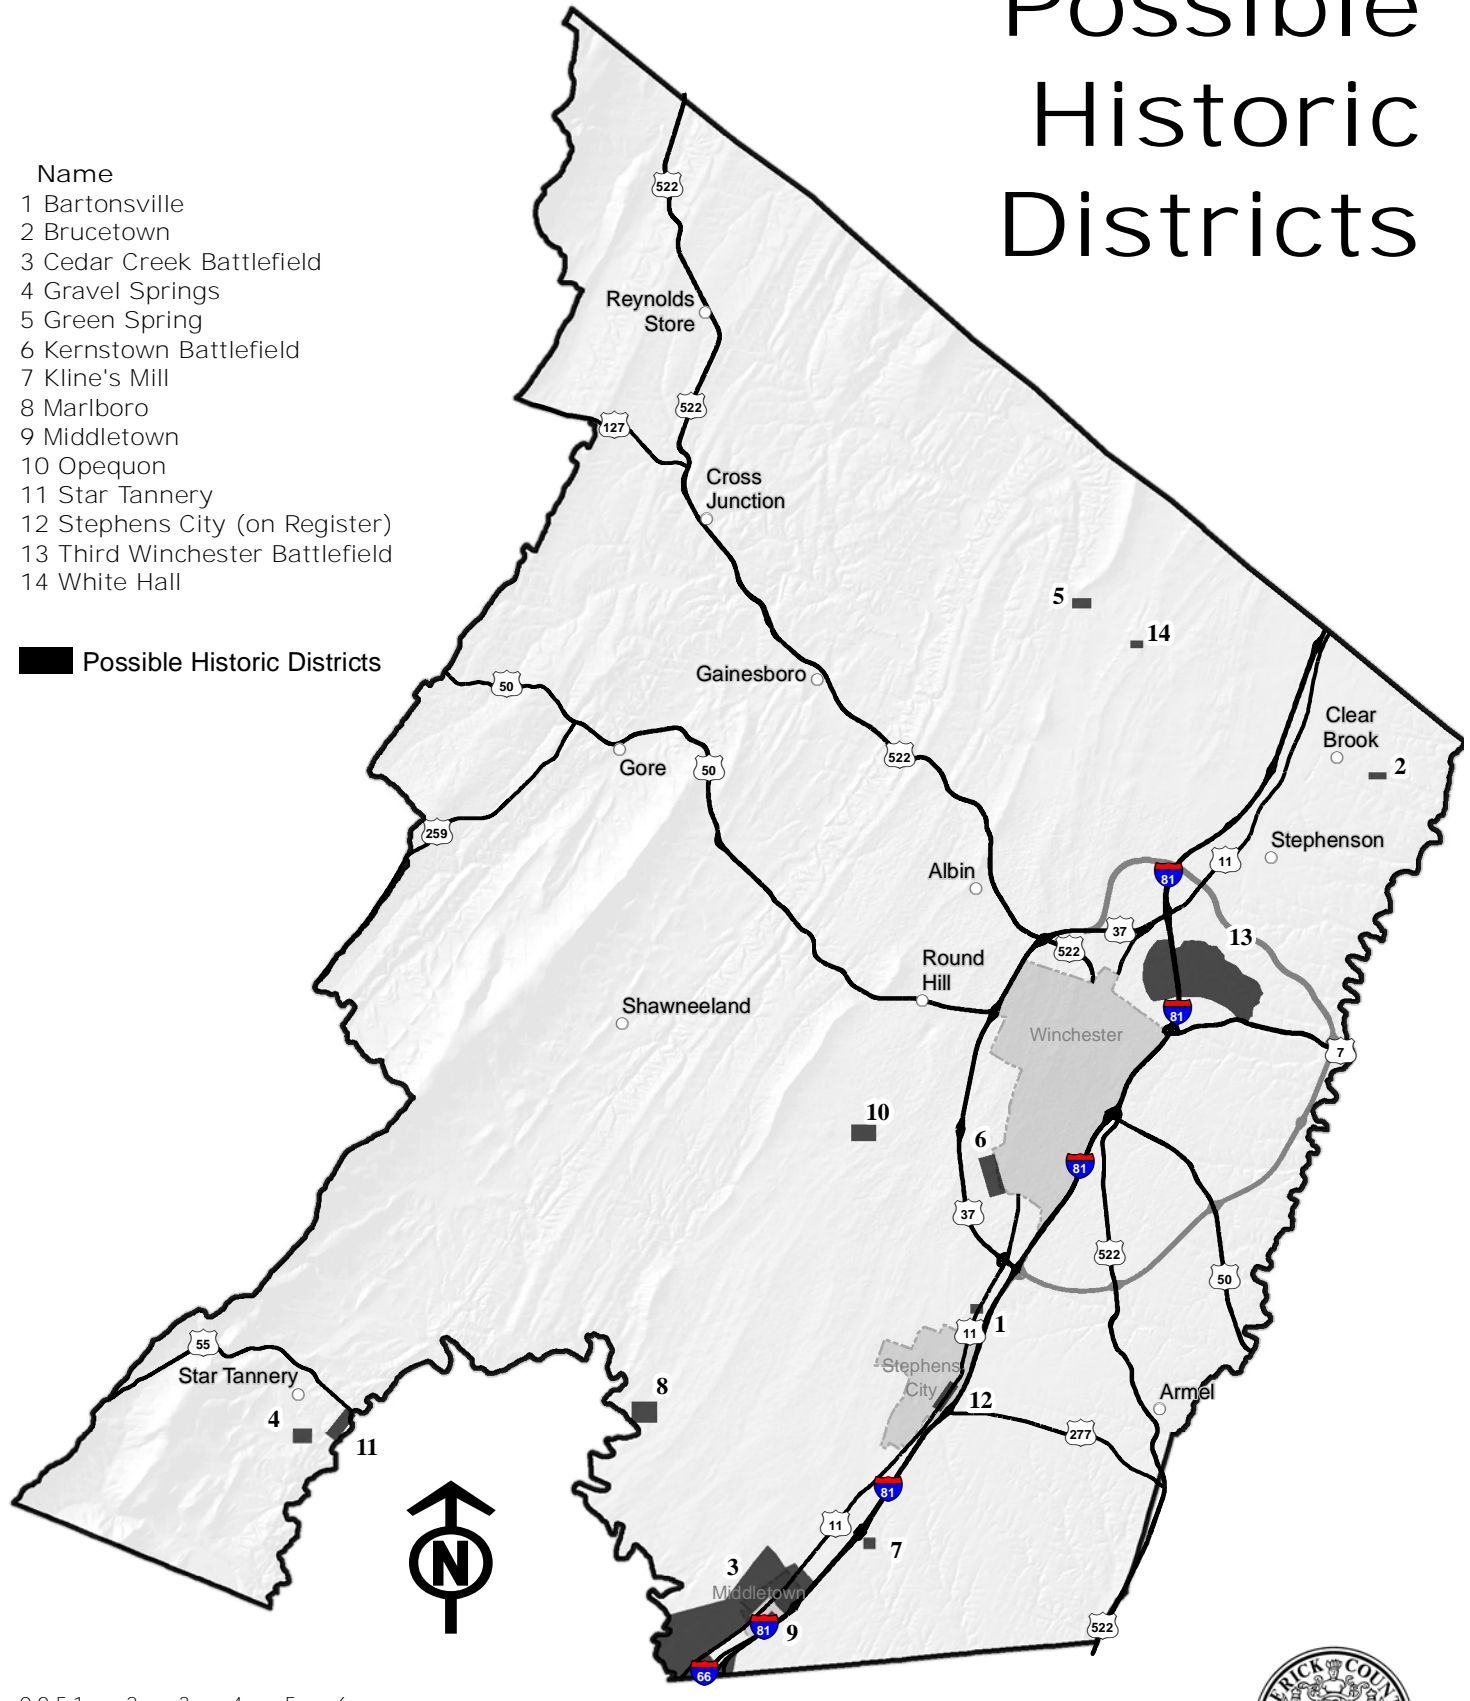 Possible
Historic
Districts
Name
1 Bartonsville
2 Brucetown
3 Cedar Creek Battlefield
4 Gravel Springs
5 Green Spring
6 Kernstown Battlefield
7 Kline's Mill
8 Marlboro
9 Middletown
10 Opequon
11 Star Tannery
12 Stephens City (on Register)
13 Third Winchester Battlefield
14 White Hall
Possible Historic Districts
522
Reynolds
Store
522
127
Cross
Junction
5
14
Gainesboro
50
Clear
Brook
522
Gore
50
2
259
Stephenson
11
Albin
81
37
13
522
Round
Hill
Shawneeland
81
Winchester
7
10
6
81
37
522
50
1
11
55
Stephens
City
Star Tannery
8
12
Armel
4
11
277
81
11
7
3
Middletown
81
9
522
66
N
ERICK COUN